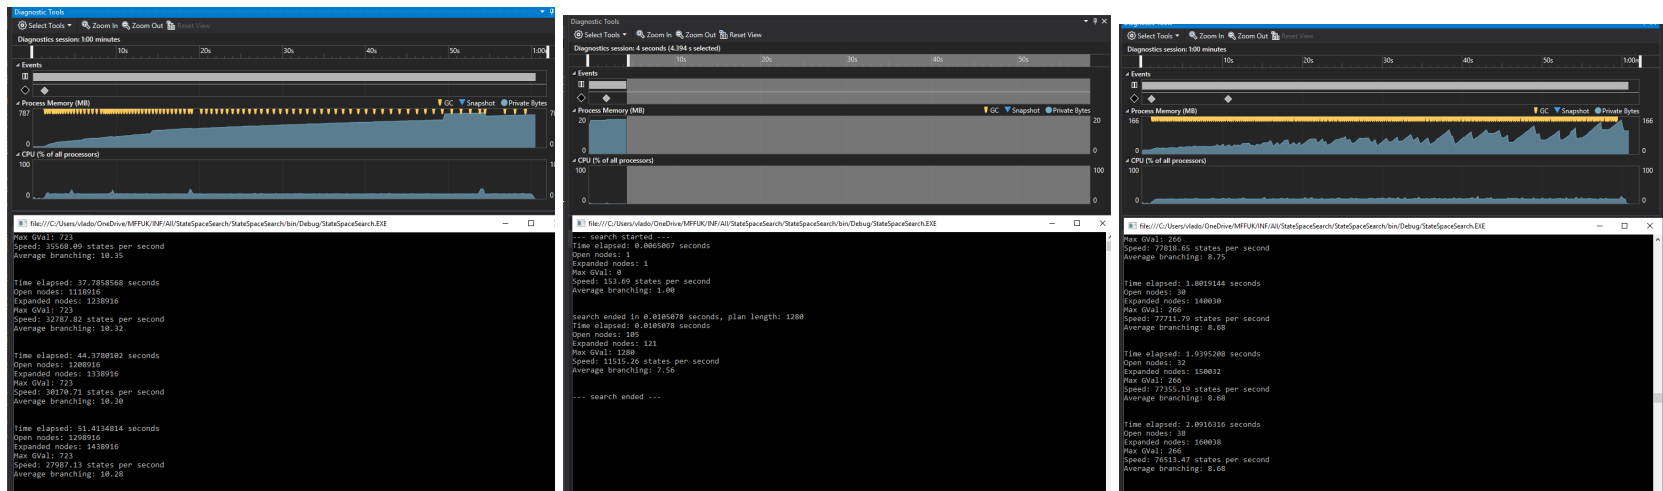 Diagnostic Tools
Select Tools Zoom In Zoom Out Reset View
Diagnostics session: 1:00 minutes
10s 20s 30s 40s 50s 1:00
Events
Process Memory (MB) GC Snapshot Private Bytes
787
0 0
CPU (% of all processors)
100
0 0
file:///C:/Users/vlado/OneDrive/MFFUK/INF/AII/StateSpaceSearch/StateSpaceSearch/bin/Debug/StateSpaceSearch.EXE
Max GVal: 723
Speed: 35568.09 states per second
Average branching: 10.35
Time elapsed: 37.7858568 seconds
Open nodes: 1118916
Expanded nodes: 1238916
Max GVal: 723
Speed: 32787.82 states per second
Average branching: 10.32
Time elapsed: 44.3780102 seconds
Open nodes: 1208916
Expanded nodes: 1338916
Max GVal: 723
Speed: 30170.71 states per second
Average branching: 10.30
Time elapsed: 51.4134814 seconds
Open nodes: 1298916
Expanded nodes: 1438916
Max GVal: 723
Speed: 27987.13 states per second
Average branching: 10.28
Diagnostic Tools
Select Tools Zoom In Zoom Out Reset View
Diagnostics session: 4 seconds (4.394 s selected)
10s 20s 30s 40s 50s
Events
Process Memory (MB) GC Snapshot Private Bytes
20 20
0 0
CPU (% of all processors)
100 100
0 0
file:///C:/Users/vlado/OneDrive/MFFUK/INF/AII/StateSpaceSearch/StateSpaceSearch/bin/Debug/StateSpaceSearch.EXE
--- search started ---
Time elapsed: 0.0065067 seconds
Open nodes: 1
Expanded nodes: 1
Max GVal: 0
Speed: 153.69 states per second
Average branching: 1.00
search ended in 0.0105078 seconds, plan length: 1280
Time elapsed: 0.0105078 seconds
Open nodes: 105
Expanded nodes: 121
Max GVal: 1280
Speed: 11515.26 states per second
Average branching: 7.56
--- search ended ---
Select Tools Zoom In Zoom Out Reset View
Diagnostics session: 1:00 minutes
10s 20s 30s 40s 50s 1:00
Events
Process Memory (MB) GC Snapshot Private Bytes
166 166
0 0
CPU (% of all processors)
100 100
0 0
file:///C:/Users/vlado/OneDrive/MFFUK/INF/AII/StateSpaceSearch/StateSpaceSearch/bin/Debug/StateSpaceSearch.EXE
Max GVal: 266
Speed: 77818.65 states per second
Average branching: 8.75
Time elapsed: 1.8019144 seconds
Open nodes: 30
Expanded nodes: 140030
Max GVal: 266
Speed: 77711.79 states per second
Average branching: 8.68
Time elapsed: 1.9395208 seconds
Open nodes: 32
Expanded nodes: 150032
Max GVal: 266
Speed: 77355.19 states per second
Average branching: 8.68
Time elapsed: 2.0916316 seconds
Open nodes: 38
Expanded nodes: 160038
Max GVal: 266
Speed: 76513.47 states per second
Average branching: 8.68